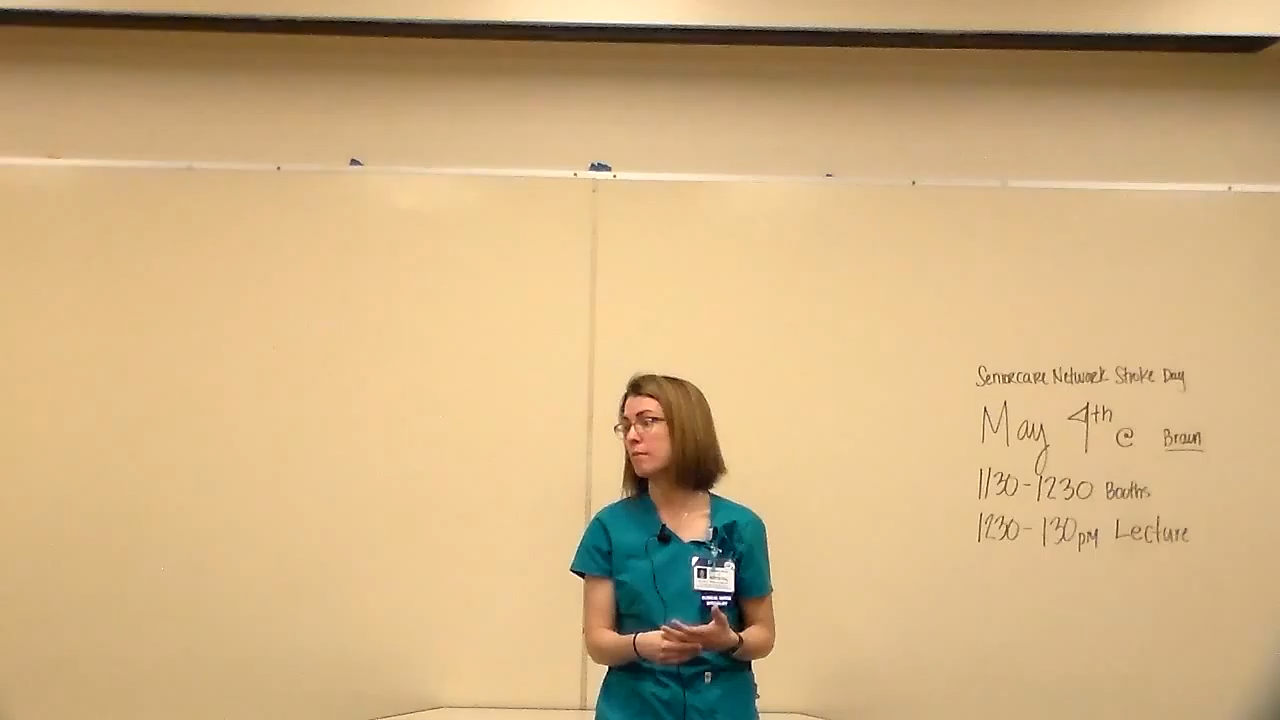 Seniorcare Network Stroke Day
May 4th @ Braun
1130-1230 Booths
1230-130pm Lecture